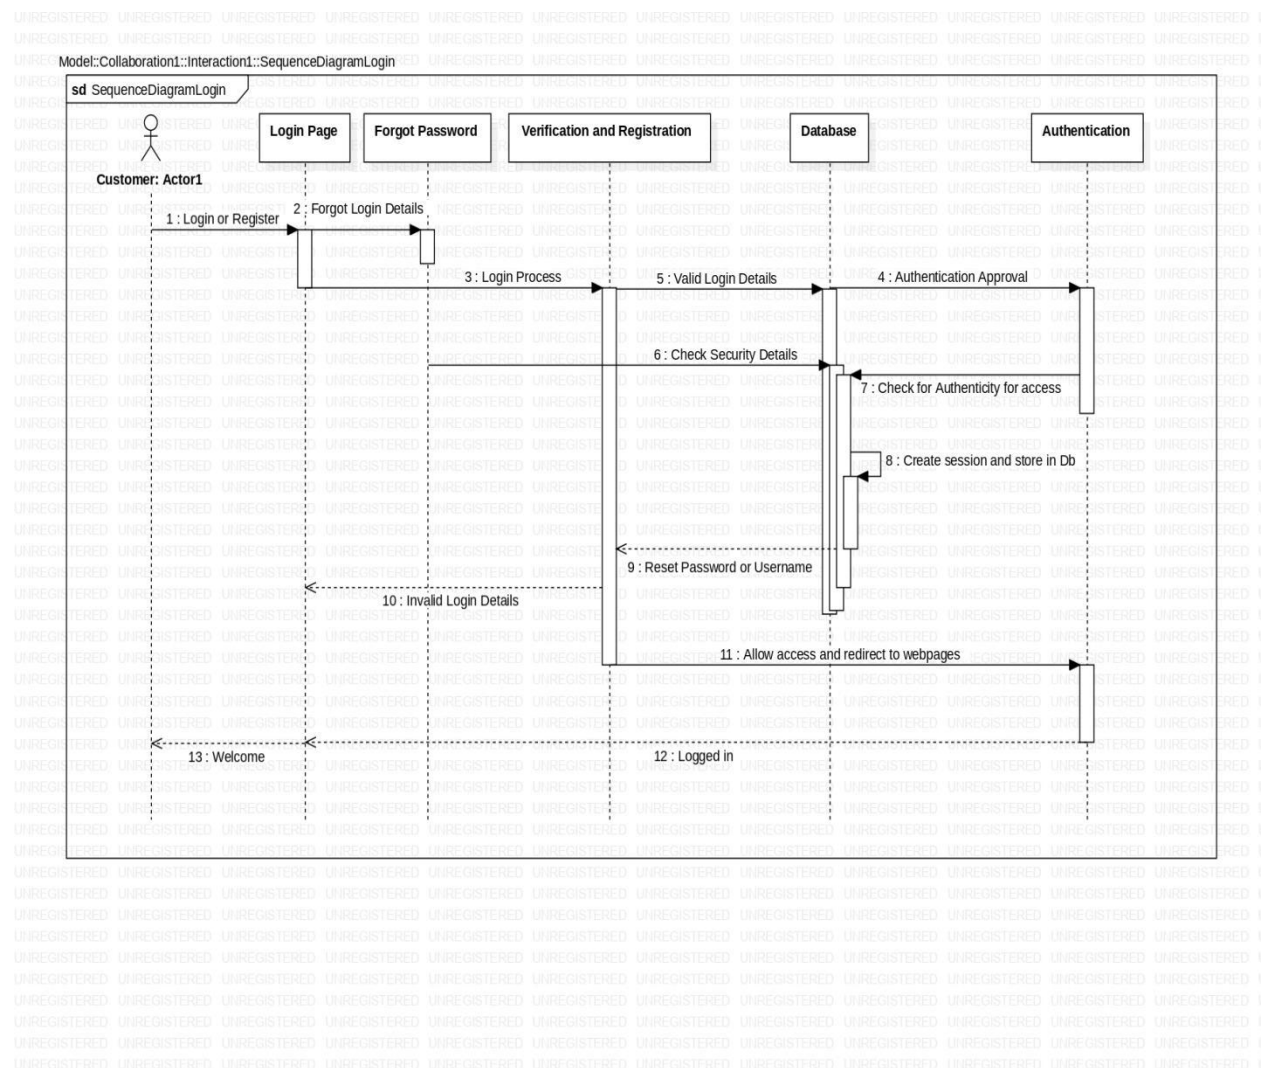 Model::Collaboration1::Interaction1::SequenceDiagramLogin
sd SequenceDiagramLogin
Login Page
Forgot Password
Verification and Registration
Database
Authentication
Customer: Actor1
1 : Login or Register
2 : Forgot Login Details
3 : Login Process
5 : Valid Login Details
4 : Authentication Approval
6 : Check Security Details
7 : Check for Authenticity for access
8 : Create session and store in Db
9 : Reset Password or Username
10 : Invalid Login Details
11 : Allow access and redirect to webpages
12 : Logged in
13 : Welcome
UNREGISTERED